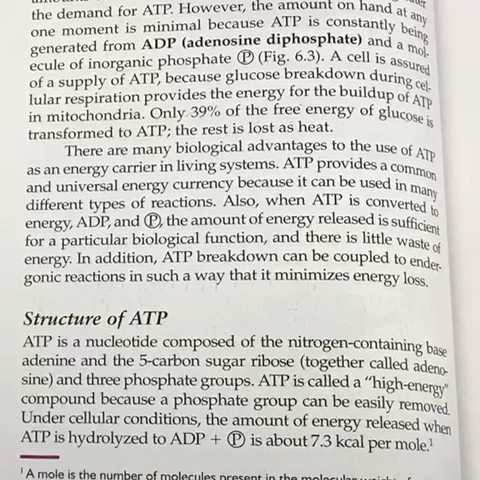 the demand for ATP. However, the amount on hand at any
one moment is minimal because ATP is constantly being
generated from ADP (adenosine diphosphate) and a mol-
ecule of inorganic phosphate Ⓟ (Fig. 6.3). A cell is assured
of a supply of ATP, because glucose breakdown during cel-
lular respiration provides the energy for the buildup of ATP
in mitochondria. Only 39% of the free energy of glucose is
transformed to ATP; the rest is lost as heat.
There are many biological advantages to the use of ATP
as an energy carrier in living systems. ATP provides a common
and universal energy currency because it can be used in many
different types of reactions. Also, when ATP is converted to
energy, ADP, and Ⓟ, the amount of energy released is sufficient
for a particular biological function, and there is little waste of
energy. In addition, ATP breakdown can be coupled to ender-
gonic reactions in such a way that it minimizes energy loss.
Structure of ATP
ATP is a nucleotide composed of the nitrogen-containing base
adenine and the 5-carbon sugar ribose (together called adeno-
sine) and three phosphate groups. ATP is called a "high-energy"
compound because a phosphate group can be easily removed.
Under cellular conditions, the amount of energy released when
ATP is hydrolyzed to ADP + Ⓟ is about 7.3 kcal per mole.¹
¹ A mole is the number of molecules present in the molecular weight of